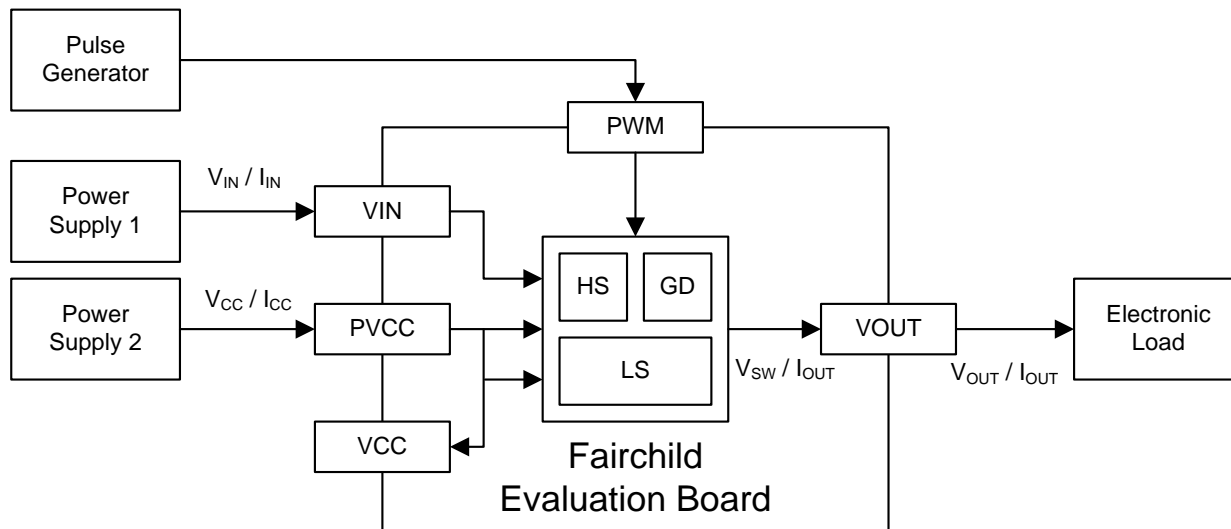 Pulse
Generator
PWM
Power
Supply 1
V_IN / I_IN
VIN
HS
GD
Power
Supply 2
V_CC / I_CC
PVCC
LS
V_SW / I_OUT
VOUT
V_OUT / I_OUT
Electronic
Load
VCC
Fairchild
Evaluation Board